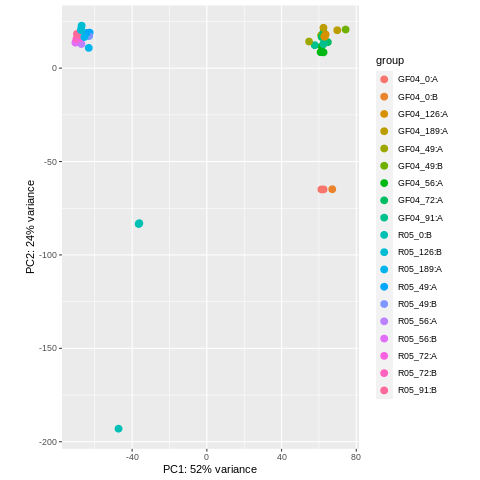 group
GF04_0:A
GF04_0:B
GF04_126:A
GF04_189:A
GF04_49:A
GF04_49:B
GF04_56:A
GF04_72:A
GF04_91:A
R05_0:B
R05_126:B
R05_189:A
R05_49:A
R05_49:B
R05_56:A
R05_56:B
R05_72:A
R05_72:B
R05_91:B
PC2: 24% variance
0
-50
-100
-150
-200
-40 0 40 80
PC1: 52% variance